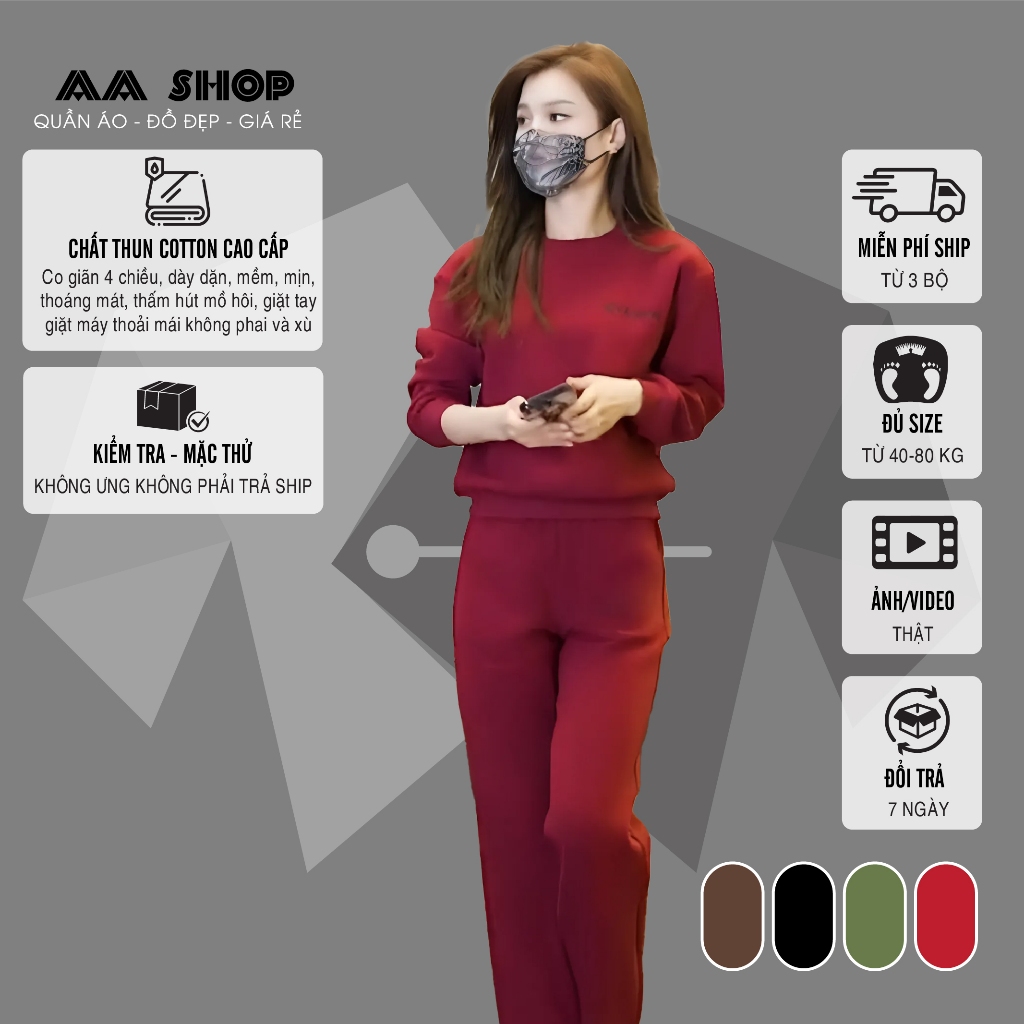 AA SHOP
QUẦN ÁO - ĐỒ ĐẸP - GIÁ RẺ
CHẤT THUN COTTON CAO CẤP
Co giãn 4 chiều, dày dặn, mềm, mịn,
thoáng mát, thấm hút mồ hôi, giặt tay
giặt máy thoải mái không phai và xù
KIỂM TRA - MẶC THỬ
KHÔNG ƯNG KHÔNG PHẢI TRẢ SHIP
MIỄN PHÍ SHIP
TỪ 3 BỘ
ĐỦ SIZE
TỪ 40-80 KG
ẢNH/VIDEO
THẬT
ĐỔI TRẢ
7 NGÀY